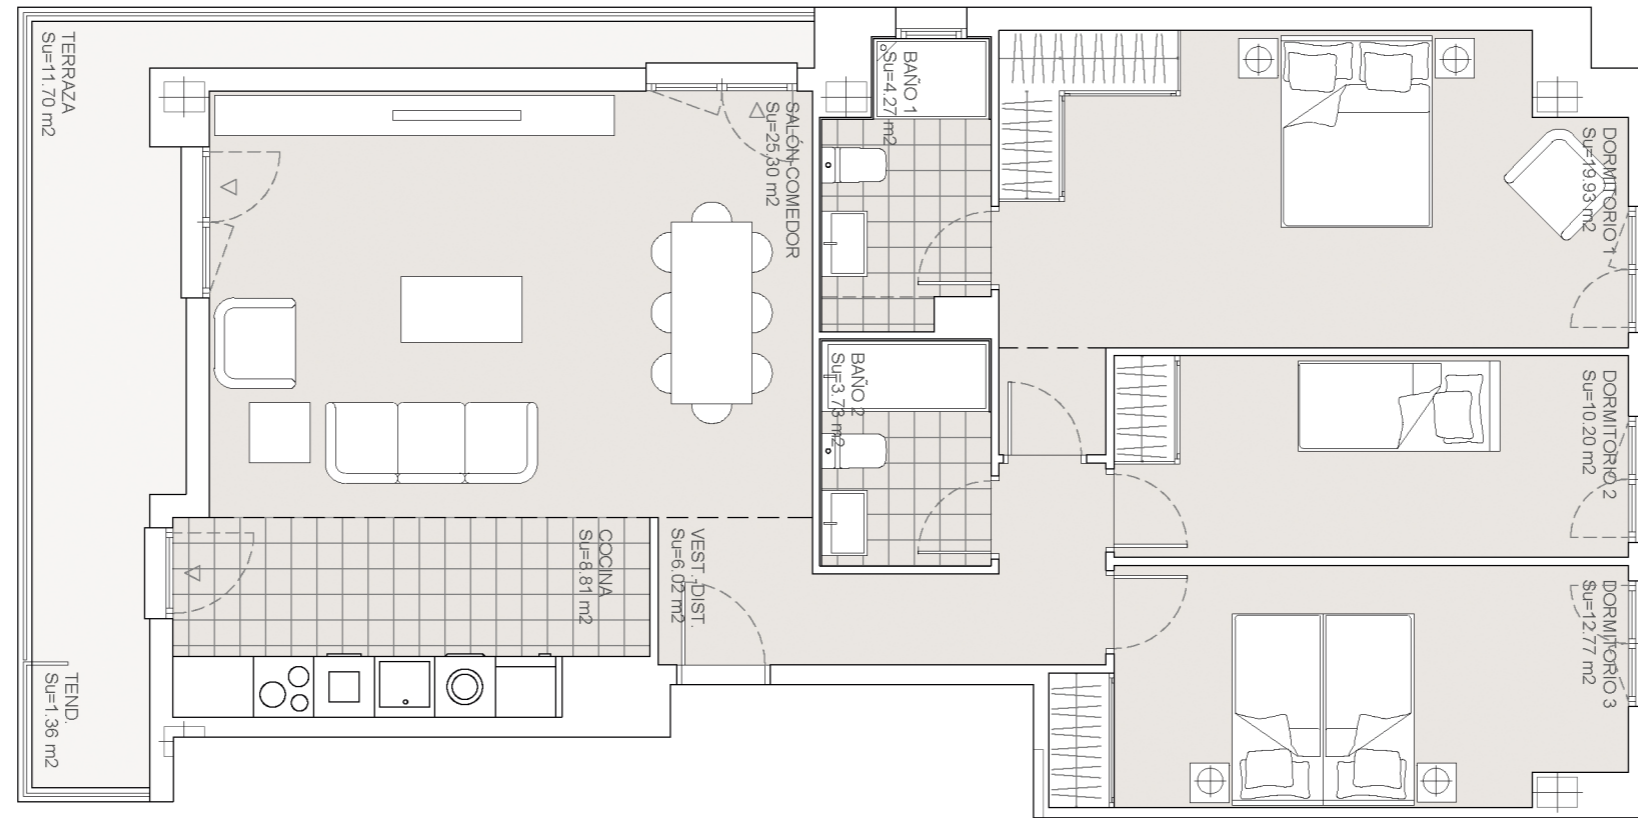 TERRAZA
Su=11.70 m2
SALÓN-COMEDOR
Su=25.30 m2
BAÑO 1
Su=4.27 m2
DORMITORIO 1
Su=19.93 m2
BAÑO 2
Su=3.73 m2
DORMITORIO 2
Su=10.20 m2
COCINA
Su=8.81 m2
VEST.-DIST.
Su=6.02 m2
DORMITORIO 3
Su=12.77 m2
TEND.
Su=1.36 m2